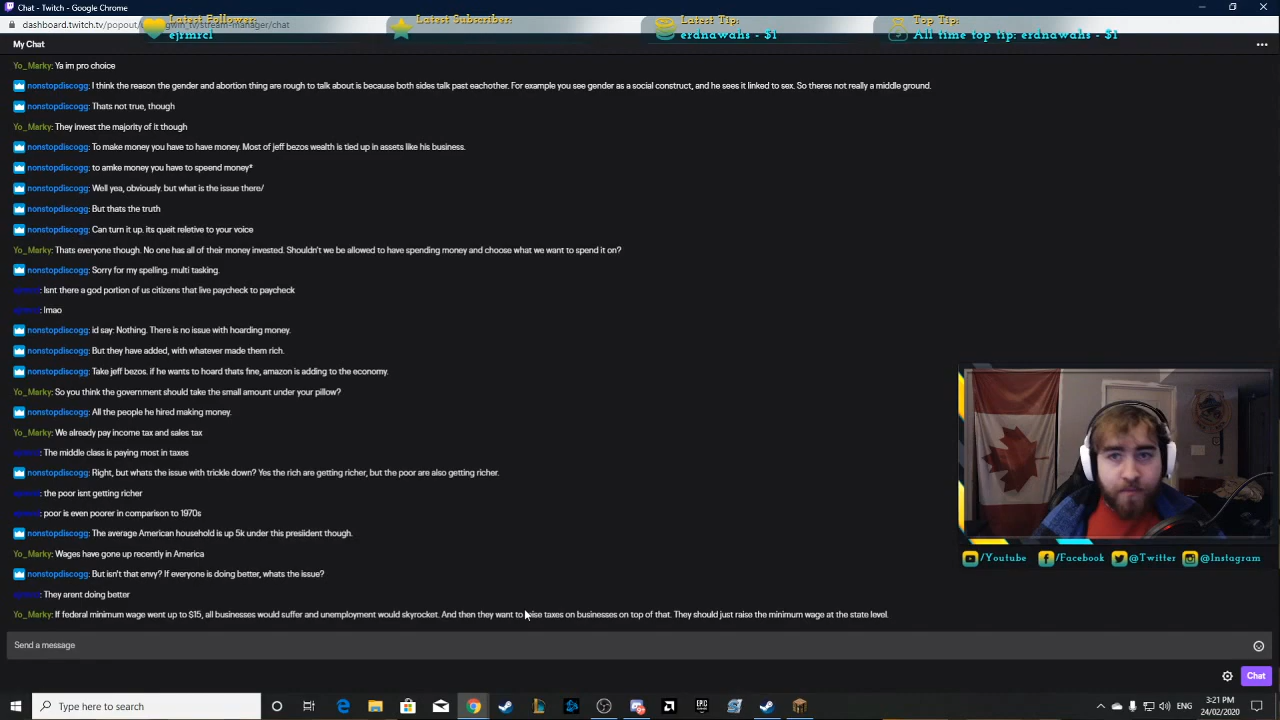 Chat - Twitch - Google Chrome
dashboard.twitch.tv/popout/
/stream-manager/chat
Latest Follower:
ejrmrcl
Latest Subscriber:
Latest Tip:
erdnawahs - $1
Top Tip:
All time top tip: erdnawahs - $1
My Chat
Yo_Marky: Ya im pro choice
nonstopdiscogg: I think the reason the gender and abortion thing are rough to talk about is because both sides talk past eachother. For example you see gender as a social construct, and he sees it linked to sex. So theres not really a middle ground.
nonstopdiscogg: Thats not true, though
Yo_Marky: They invest the majority of it though
nonstopdiscogg: To make money you have to have money. Most of jeff bezos wealth is tied up in assets like his business.
nonstopdiscogg: to amke money you have to speend money*
nonstopdiscogg: Well yea, obviously. but what is the issue there/
nonstopdiscogg: But thats the truth
nonstopdiscogg: Can turn it up. its queit reletive to your voice
Yo_Marky: Thats everyone though. No one has all of their money invested. Shouldn't we be allowed to have spending money and choose what we want to spend it on?
nonstopdiscogg: Sorry for my spelling. multi tasking.
: Isnt there a god portion of us citizens that live paycheck to paycheck
: lmao
nonstopdiscogg: id say: Nothing. There is no issue with hoarding money.
nonstopdiscogg: But they have added, with whatever made them rich.
nonstopdiscogg: Take jeff bezos. if he wants to hoard thats fne, amazon is adding to the economy.
Yo_Marky: So you think the government should take the small amount under your pillow?
nonstopdiscogg: All the people he hired making money.
Yo_Marky: We already pay income tax and sales tax
: The middle class is paying most in taxes
nonstopdiscogg: Right, but whats the issue with trickle down? Yes the rich are getting richer, but the poor are also getting richer.
: the poor isnt getting richer
: poor is even poorer in comparison to 1970s
nonstopdiscogg: The average American household is up 5k under this presiident though.
Yo_Marky: Wages have gone up recently in America
nonstopdiscogg: But isn't that envy? If everyone is doing better, whats the issue?
: They arent doing better
Yo_Marky: If federal minimum wage went up to $15, all businesses would suffer and unemployment would skyrocket. And then they want to raise taxes on businesses on top of that. They should just raise the minimum wage at the state level.
/Youtube /Facebook @Twitter @Instagram
Send a message
Chat
Type here to search
ENG
3:21 PM
24/02/2020